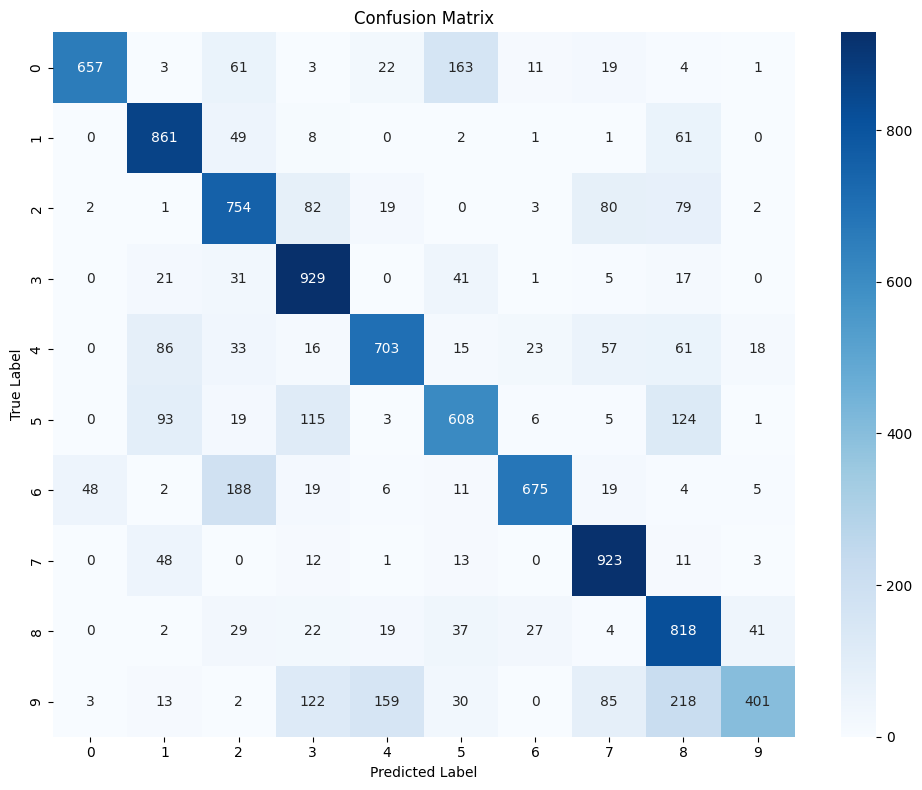 Confusion Matrix
0 657 3 61 3 22 163 11 19 4 1
1 0 861 49 8 0 2 1 1 61 0
2 2 1 754 82 19 0 3 80 79 2
3 0 21 31 929 0 41 1 5 17 0
4 0 86 33 16 703 15 23 57 61 18
5 0 93 19 115 3 608 6 5 124 1
6 48 2 188 19 6 11 675 19 4 5
7 0 48 0 12 1 13 0 923 11 3
8 0 2 29 22 19 37 27 4 818 41
9 3 13 2 122 159 30 0 85 218 401
0 1 2 3 4 5 6 7 8 9
True Label
Predicted Label
800
600
400
200
0